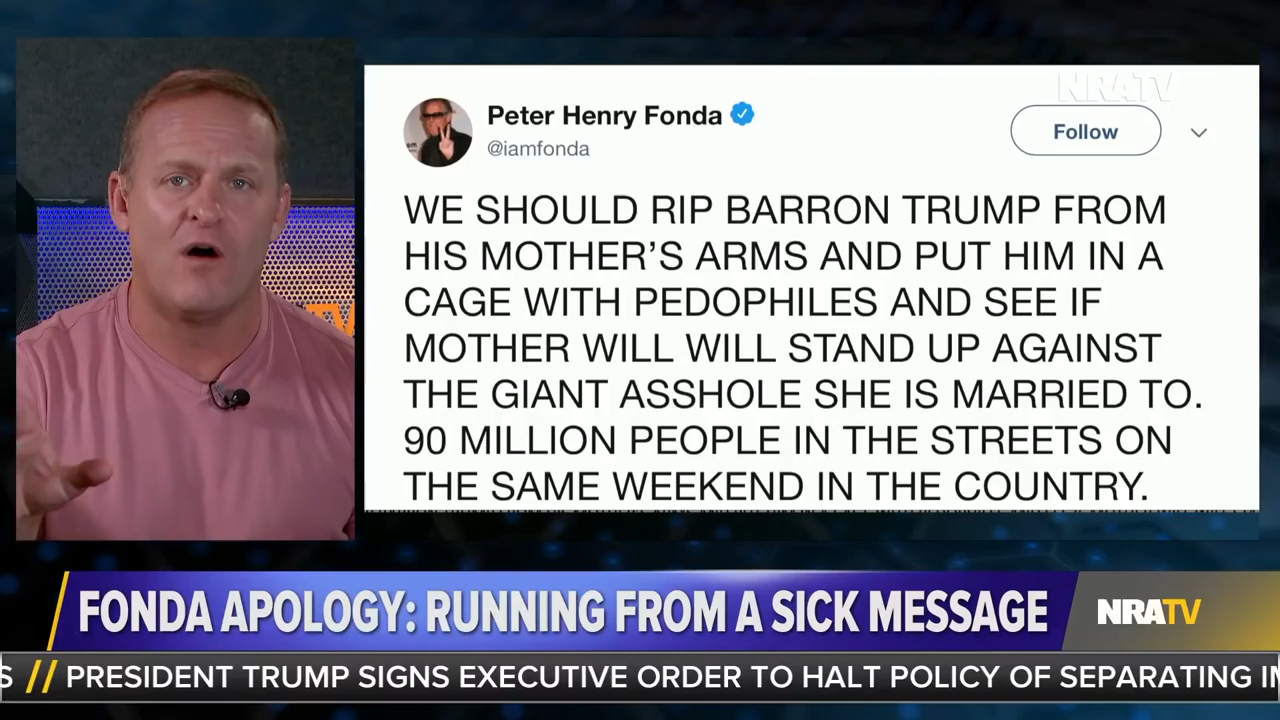 NRATV
Peter Henry Fonda
@iamfonda
Follow
WE SHOULD RIP BARRON TRUMP FROM
HIS MOTHER’S ARMS AND PUT HIM IN A
CAGE WITH PEDOPHILES AND SEE IF
MOTHER WILL WILL STAND UP AGAINST
THE GIANT ASSHOLE SHE IS MARRIED TO.
90 MILLION PEOPLE IN THE STREETS ON
THE SAME WEEKEND IN THE COUNTRY.
FONDA APOLOGY: RUNNING FROM A SICK MESSAGE
NRATV
S // PRESIDENT TRUMP SIGNS EXECUTIVE ORDER TO HALT POLICY OF SEPARATING IM